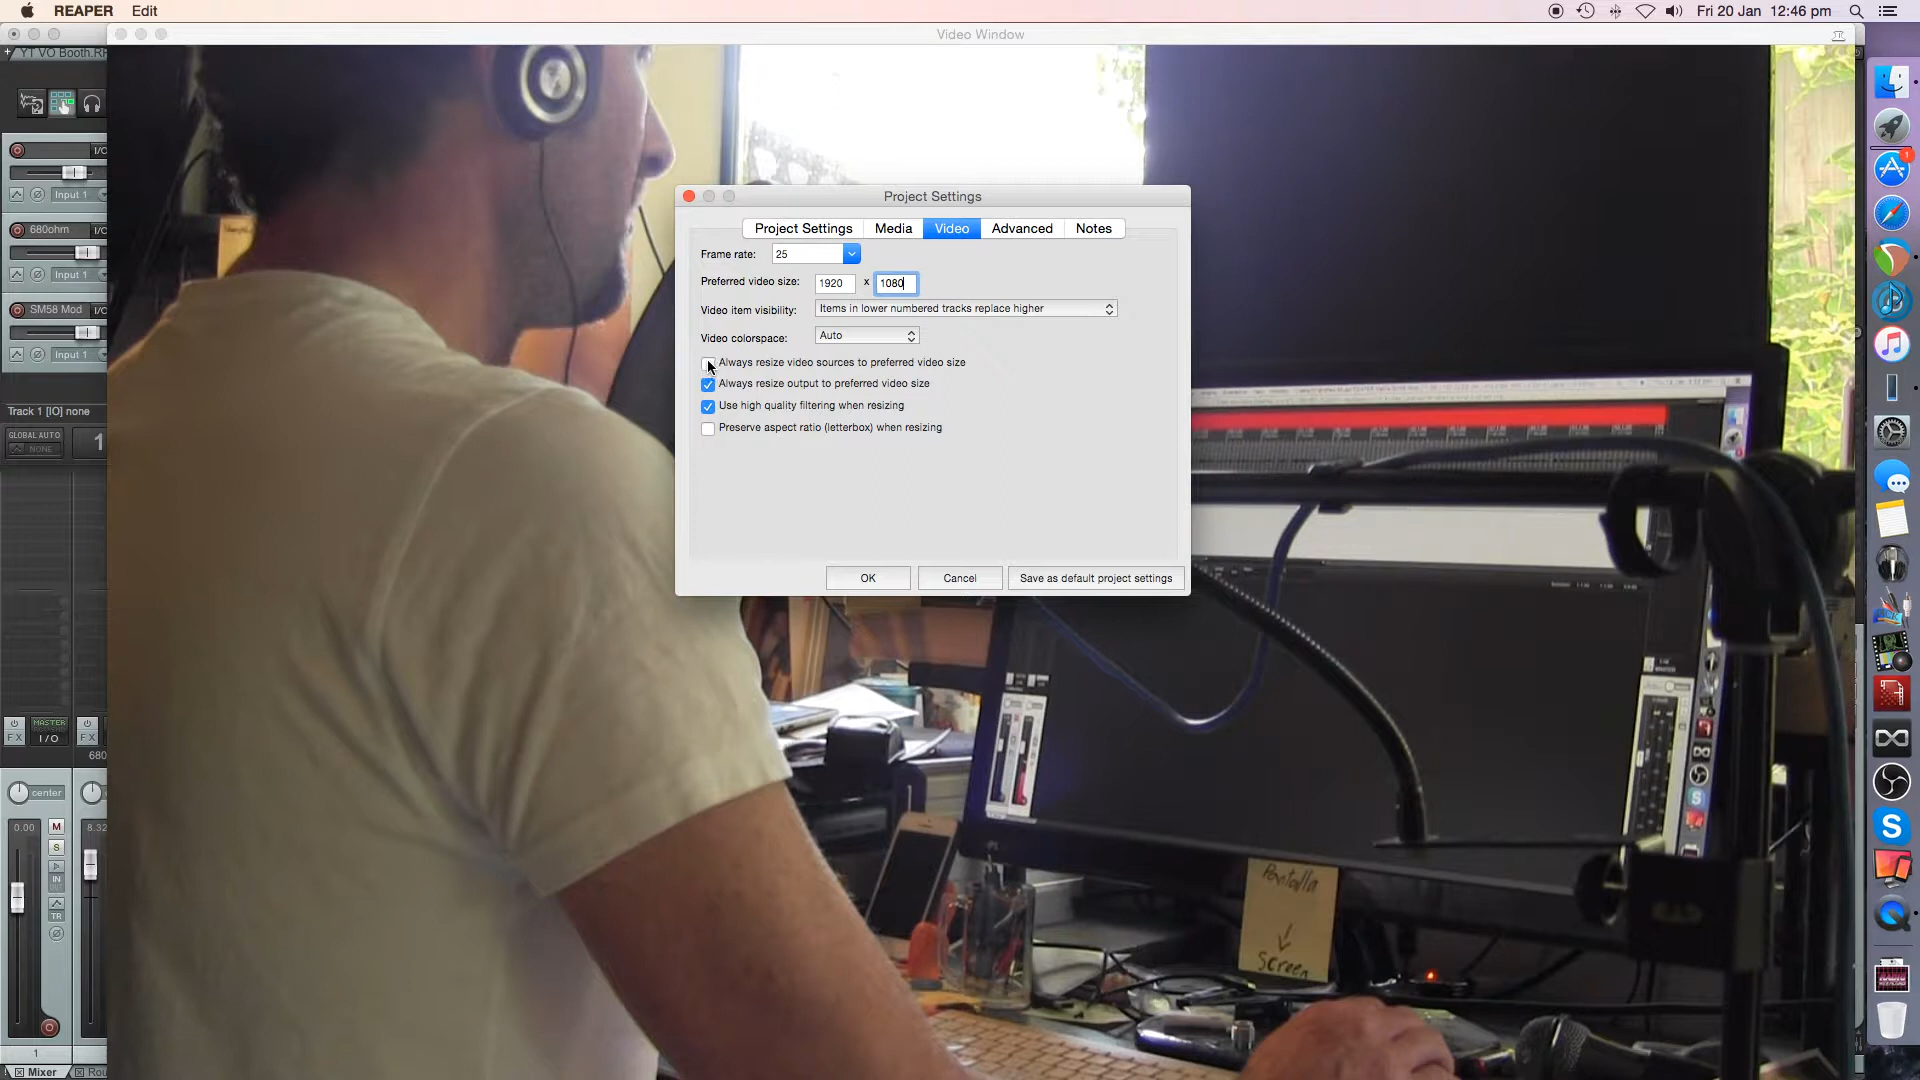 REAPER Edit
Fri 20 Jan 12:46 pm
Video Window
YT VO Booth.RP
Project Settings
Project Settings Media Video Advanced Notes
Frame rate: 25
Preferred video size: 1920 x 1080
Video item visibility: Items in lower numbered tracks replace higher
Video colorspace: Auto
Always resize video sources to preferred video size
Always resize output to preferred video size
Use high quality filtering when resizing
Preserve aspect ratio (letterbox) when resizing
OK Cancel Save as default project settings
I/O
Input 1
680ohm I/O
Input 1
SM58 Mod I/O
Input 1
Track 1 [IO] none
GLOBAL AUTO
NONE
1
MASTER
FX I/O FX
680
center
0.00 M 8.32
S
IN
TR
1
Mixer Rou
1
S
Pantalla
Screen